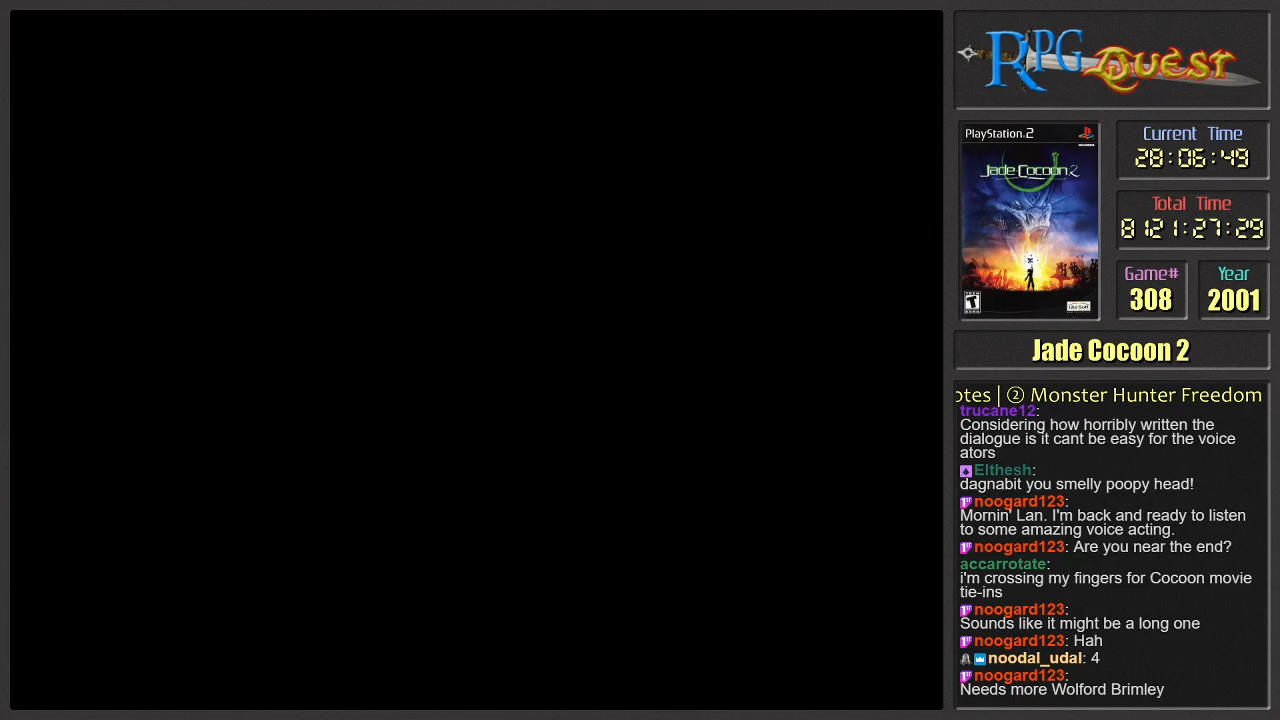 RPG Quest
PlayStation.2
Jade Cocoon 2
TEEN
Ubi Soft
Current Time
28:06:49
Total Time
8121:27:29
Game#
308
Year
2001
Jade Cocoon 2
otes | ② Monster Hunter Freedom
trucane12:
Considering how horribly written the
dialogue is it cant be easy for the voice
ators
Elthesh:
dagnabit you smelly poopy head!
noogard123:
Mornin' Lan. I'm back and ready to listen
to some amazing voice acting.
noogard123: Are you near the end?
accarrotate:
i'm crossing my fingers for Cocoon movie
tie-ins
noogard123:
Sounds like it might be a long one
noogard123: Hah
noodal_udal: 4
noogard123:
Needs more Wolford Brimley